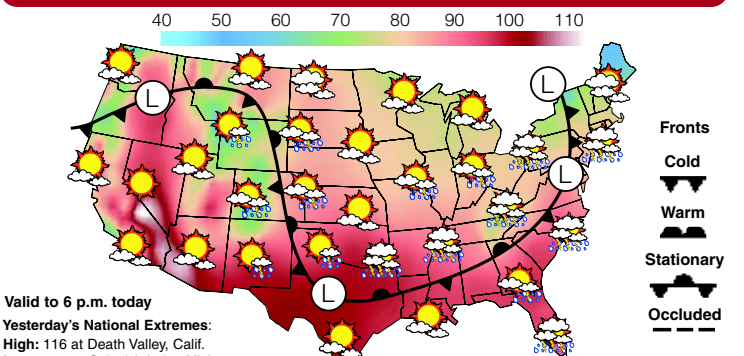 40 50 60 70 80 90 100 110
L
L
L
L
Fronts
Cold
Warm
Stationary
Occluded
Valid to 6 p.m. today
Yesterday's National Extremes:
High: 116 at Death Valley, Calif.